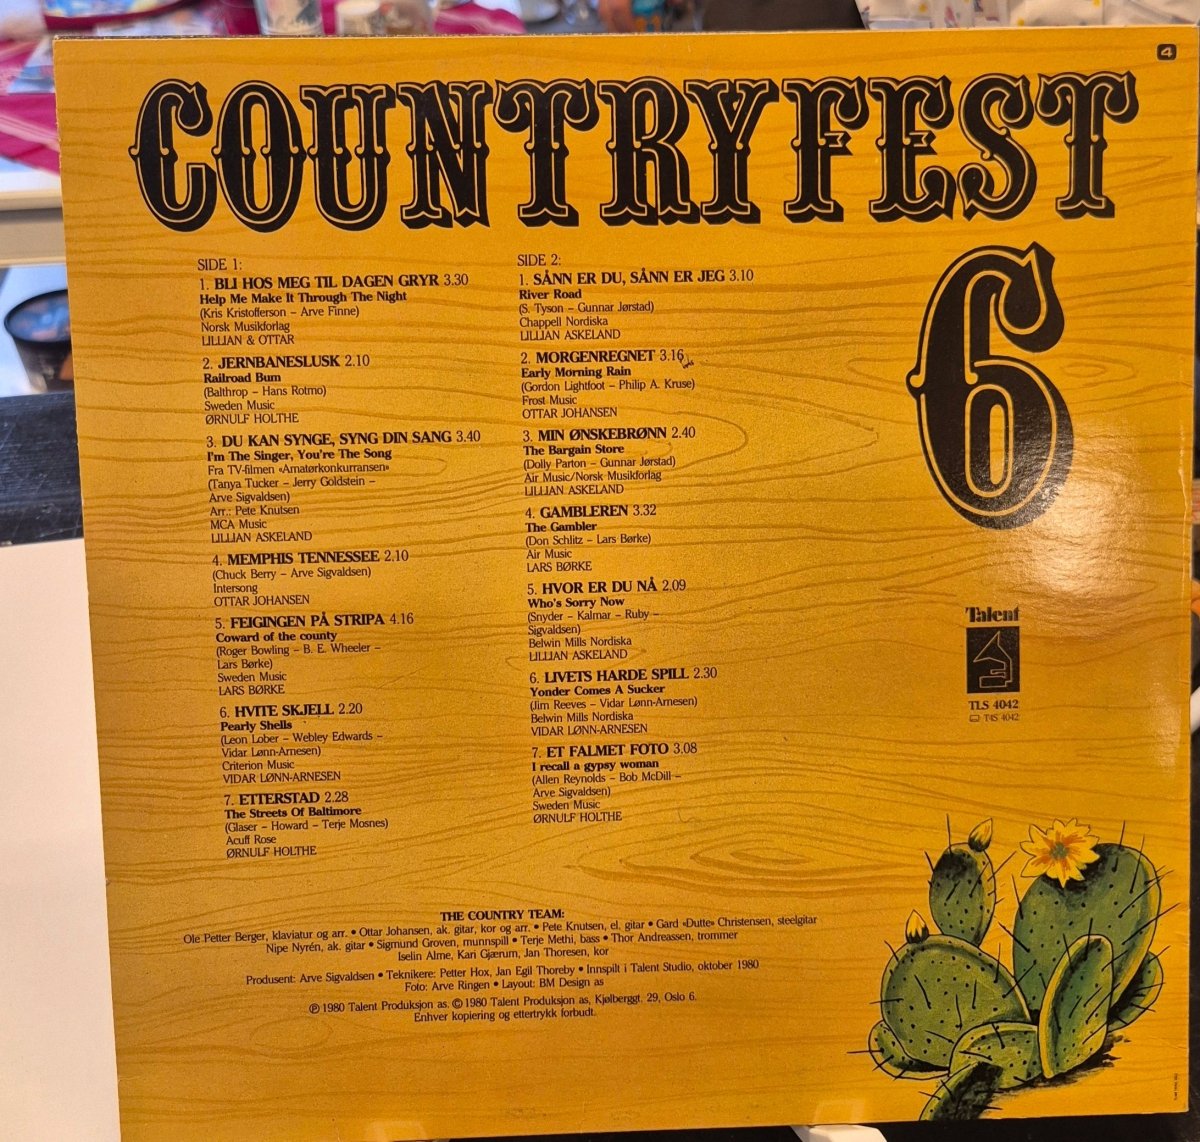 4
COUNTRYFEST
6
SIDE 1:
1. BLI HOS MEG TIL DAGEN GRYR 3.30
Help Me Make It Through The Night
(Kris Kristofferson – Arve Finne)
Norsk Musikforlag
LILLIAN & OTTAR
2. JERNBANESLUSK 2.10
Railroad Bum
(Balthrop – Hans Rotmo)
Sweden Music
ØRNULF HOLTHE
3. DU KAN SYNGE, SYNG DIN SANG 3.40
I'm The Singer, You're The Song
Fra TV-filmen «Amatørkonkurransen»
(Tanya Tucker – Jerry Goldstein –
Arve Sigvaldsen)
Arr.: Pete Knutsen
MCA Music
LILLIAN ASKELAND
4. MEMPHIS TENNESSEE 2.10
(Chuck Berry – Arve Sigvaldsen)
Intersong
OTTAR JOHANSEN
5. FEIGINGEN PÅ STRIPA 4.16
Coward of the county
(Roger Bowling – B. E. Wheeler –
Lars Børke)
Sweden Music
LARS BØRKE
6. HVITE SKJELL 2.20
Pearly Shells
(Leon Lober – Webley Edwards –
Vidar Lønn-Arnesen)
Criterion Music
VIDAR LØNN-ARNESEN
7. ETTERSTAD 2.28
The Streets Of Baltimore
(Glaser – Howard – Terje Mosnes)
Acuff Rose
ØRNULF HOLTHE
SIDE 2:
1. SÅNN ER DU, SÅNN ER JEG 3.10
River Road
(S. Tyson – Gunnar Jørstad)
Chappell Nordiska
LILLIAN ASKELAND
2. MORGENREGNET 3.16
Early Morning Rain
(Gordon Lightfoot – Philip A. Kruse)
Frost Music
OTTAR JOHANSEN
3. MIN ØNSKEBRØNN 2.40
The Bargain Store
(Dolly Parton – Gunnar Jørstad)
Air Music/Norsk Musikforlag
LILLIAN ASKELAND
4. GAMBLEREN 3.32
The Gambler
(Don Schlitz – Lars Børke)
Air Music
LARS BØRKE
5. HVOR ER DU NÅ 2.09
Who's Sorry Now
(Snyder – Kalmar – Ruby –
Sigvaldsen)
Belwin Mills Nordiska
LILLIAN ASKELAND
6. LIVETS HARDE SPILL 2.30
Yonder Comes A Sucker
(Jim Reeves – Vidar Lønn-Arnesen)
Belwin Mills Nordiska
VIDAR LØNN-ARNESEN
7. ET FALMET FOTO 3.08
I recall a gypsy woman
(Allen Reynolds – Bob McDill –
Arve Sigvaldsen)
Sweden Music
ØRNULF HOLTHE
Talent
TLS 4042
T4S 4042
THE COUNTRY TEAM:
Ole Petter Berger, klaviatur og arr. • Ottar Johansen, ak. gitar, kor og arr. • Pete Knutsen, el. gitar • Gard «Dutte» Christensen, steelgitar
Nipe Nyrén, ak. gitar • Sigmund Groven, munnspill • Terje Methi, bass • Thor Andreassen, trommer
Iselin Alme, Kari Gjærum, Jan Thoresen, kor
Produsent: Arve Sigvaldsen • Teknikere: Petter Hox, Jan Egil Thoreby • Innspilt i Talent Studio, oktober 1980
Foto: Arve Ringen • Layout: BM Design as
℗ 1980 Talent Produksjon as. © 1980 Talent Produksjon as, Kjølberggt. 29, Oslo 6.
Enhver kopiering og ettertrykk forbudt.